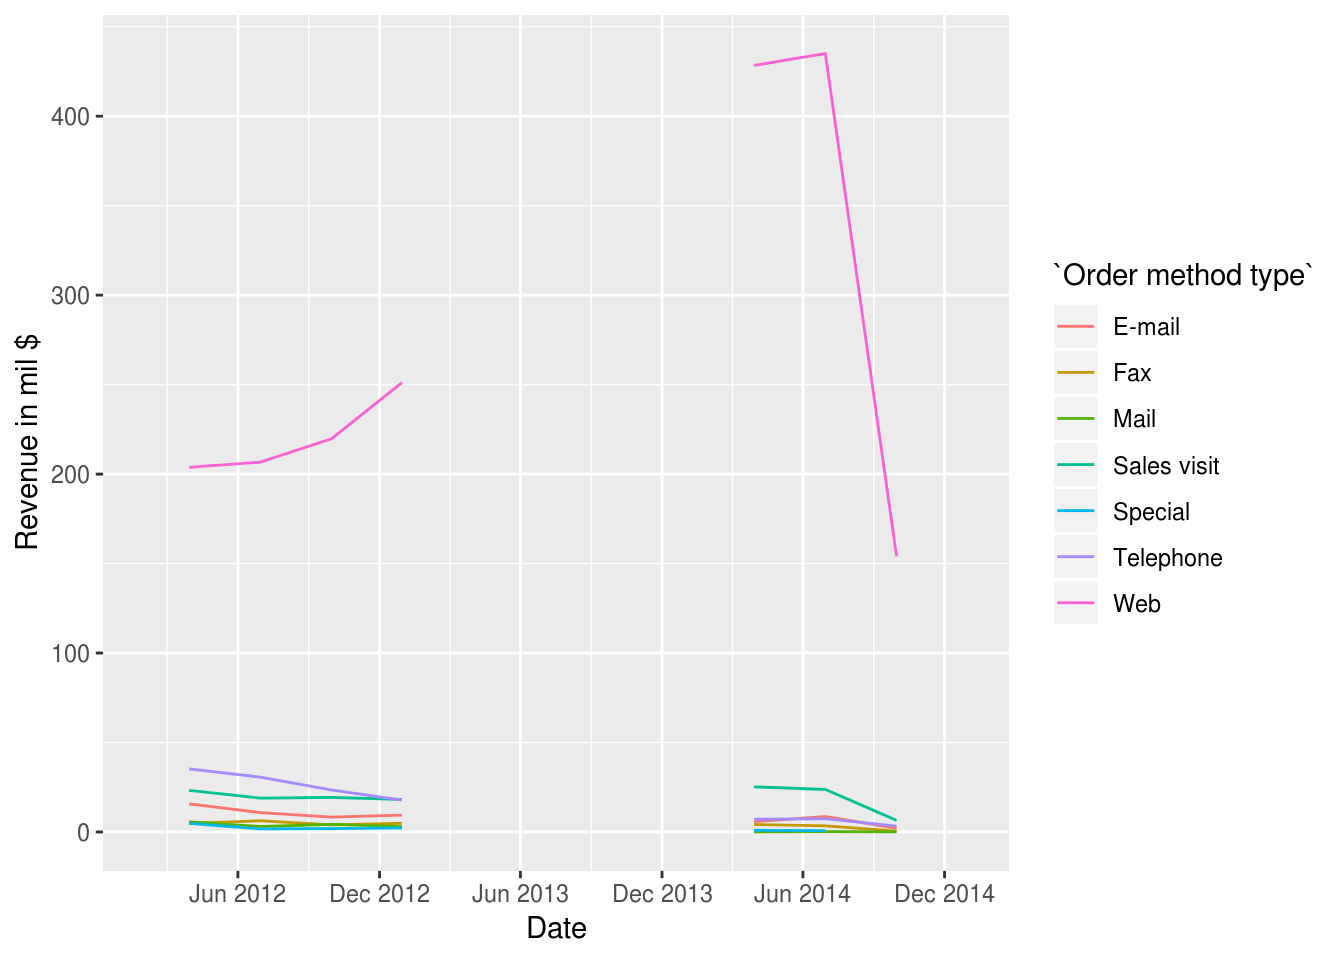 400
300
200
100
0
Revenue in mil $
Jun 2012
Dec 2012
Jun 2013
Dec 2013
Jun 2014
Dec 2014
Date
`Order method type`
E-mail
Fax
Mail
Sales visit
Special
Telephone
Web